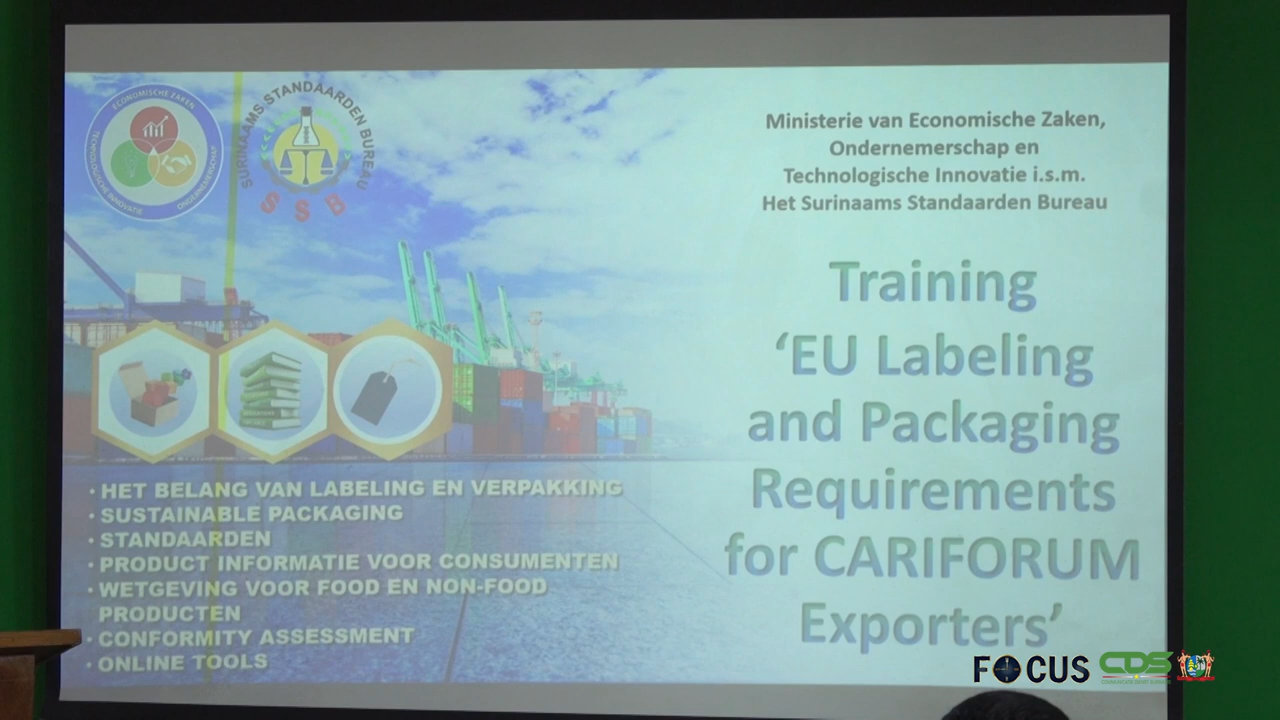 ECONOMISCHE ZAKEN
TECHNOLOGISCHE INNOVATIE
ONDERNEMERSCHAP
SURINAAMS STANDAARDEN BUREAU
S S B
Ministerie van Economische Zaken,
Ondernemerschap en
Technologische Innovatie i.s.m.
Het Surinaams Standaarden Bureau
Training
‘EU Labeling
and Packaging
Requirements
for CARIFORUM
Exporters’
• HET BELANG VAN LABELING EN VERPAKKING
• SUSTAINABLE PACKAGING
• STANDAARDEN
• PRODUCT INFORMATIE VOOR CONSUMENTEN
• WETGEVING VOOR FOOD EN NON-FOOD
PRODUCTEN
• CONFORMITY ASSESSMENT
• ONLINE TOOLS
FOCUS
CDS